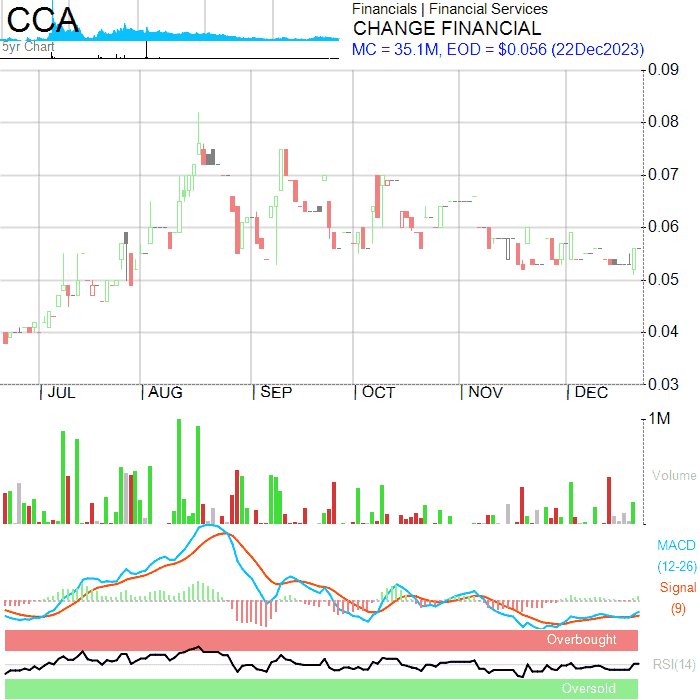 CCA
5yr Chart
Financials | Financial Services
CHANGE FINANCIAL
MC = 35.1M, EOD = $0.056 (22Dec2023)
0.09
0.08
0.07
0.06
0.05
0.04
0.03
JUL AUG SEP OCT NOV DEC
1M
Volume
MACD
(12-26)
Signal
(9)
Overbought
RSI(14)
Oversold